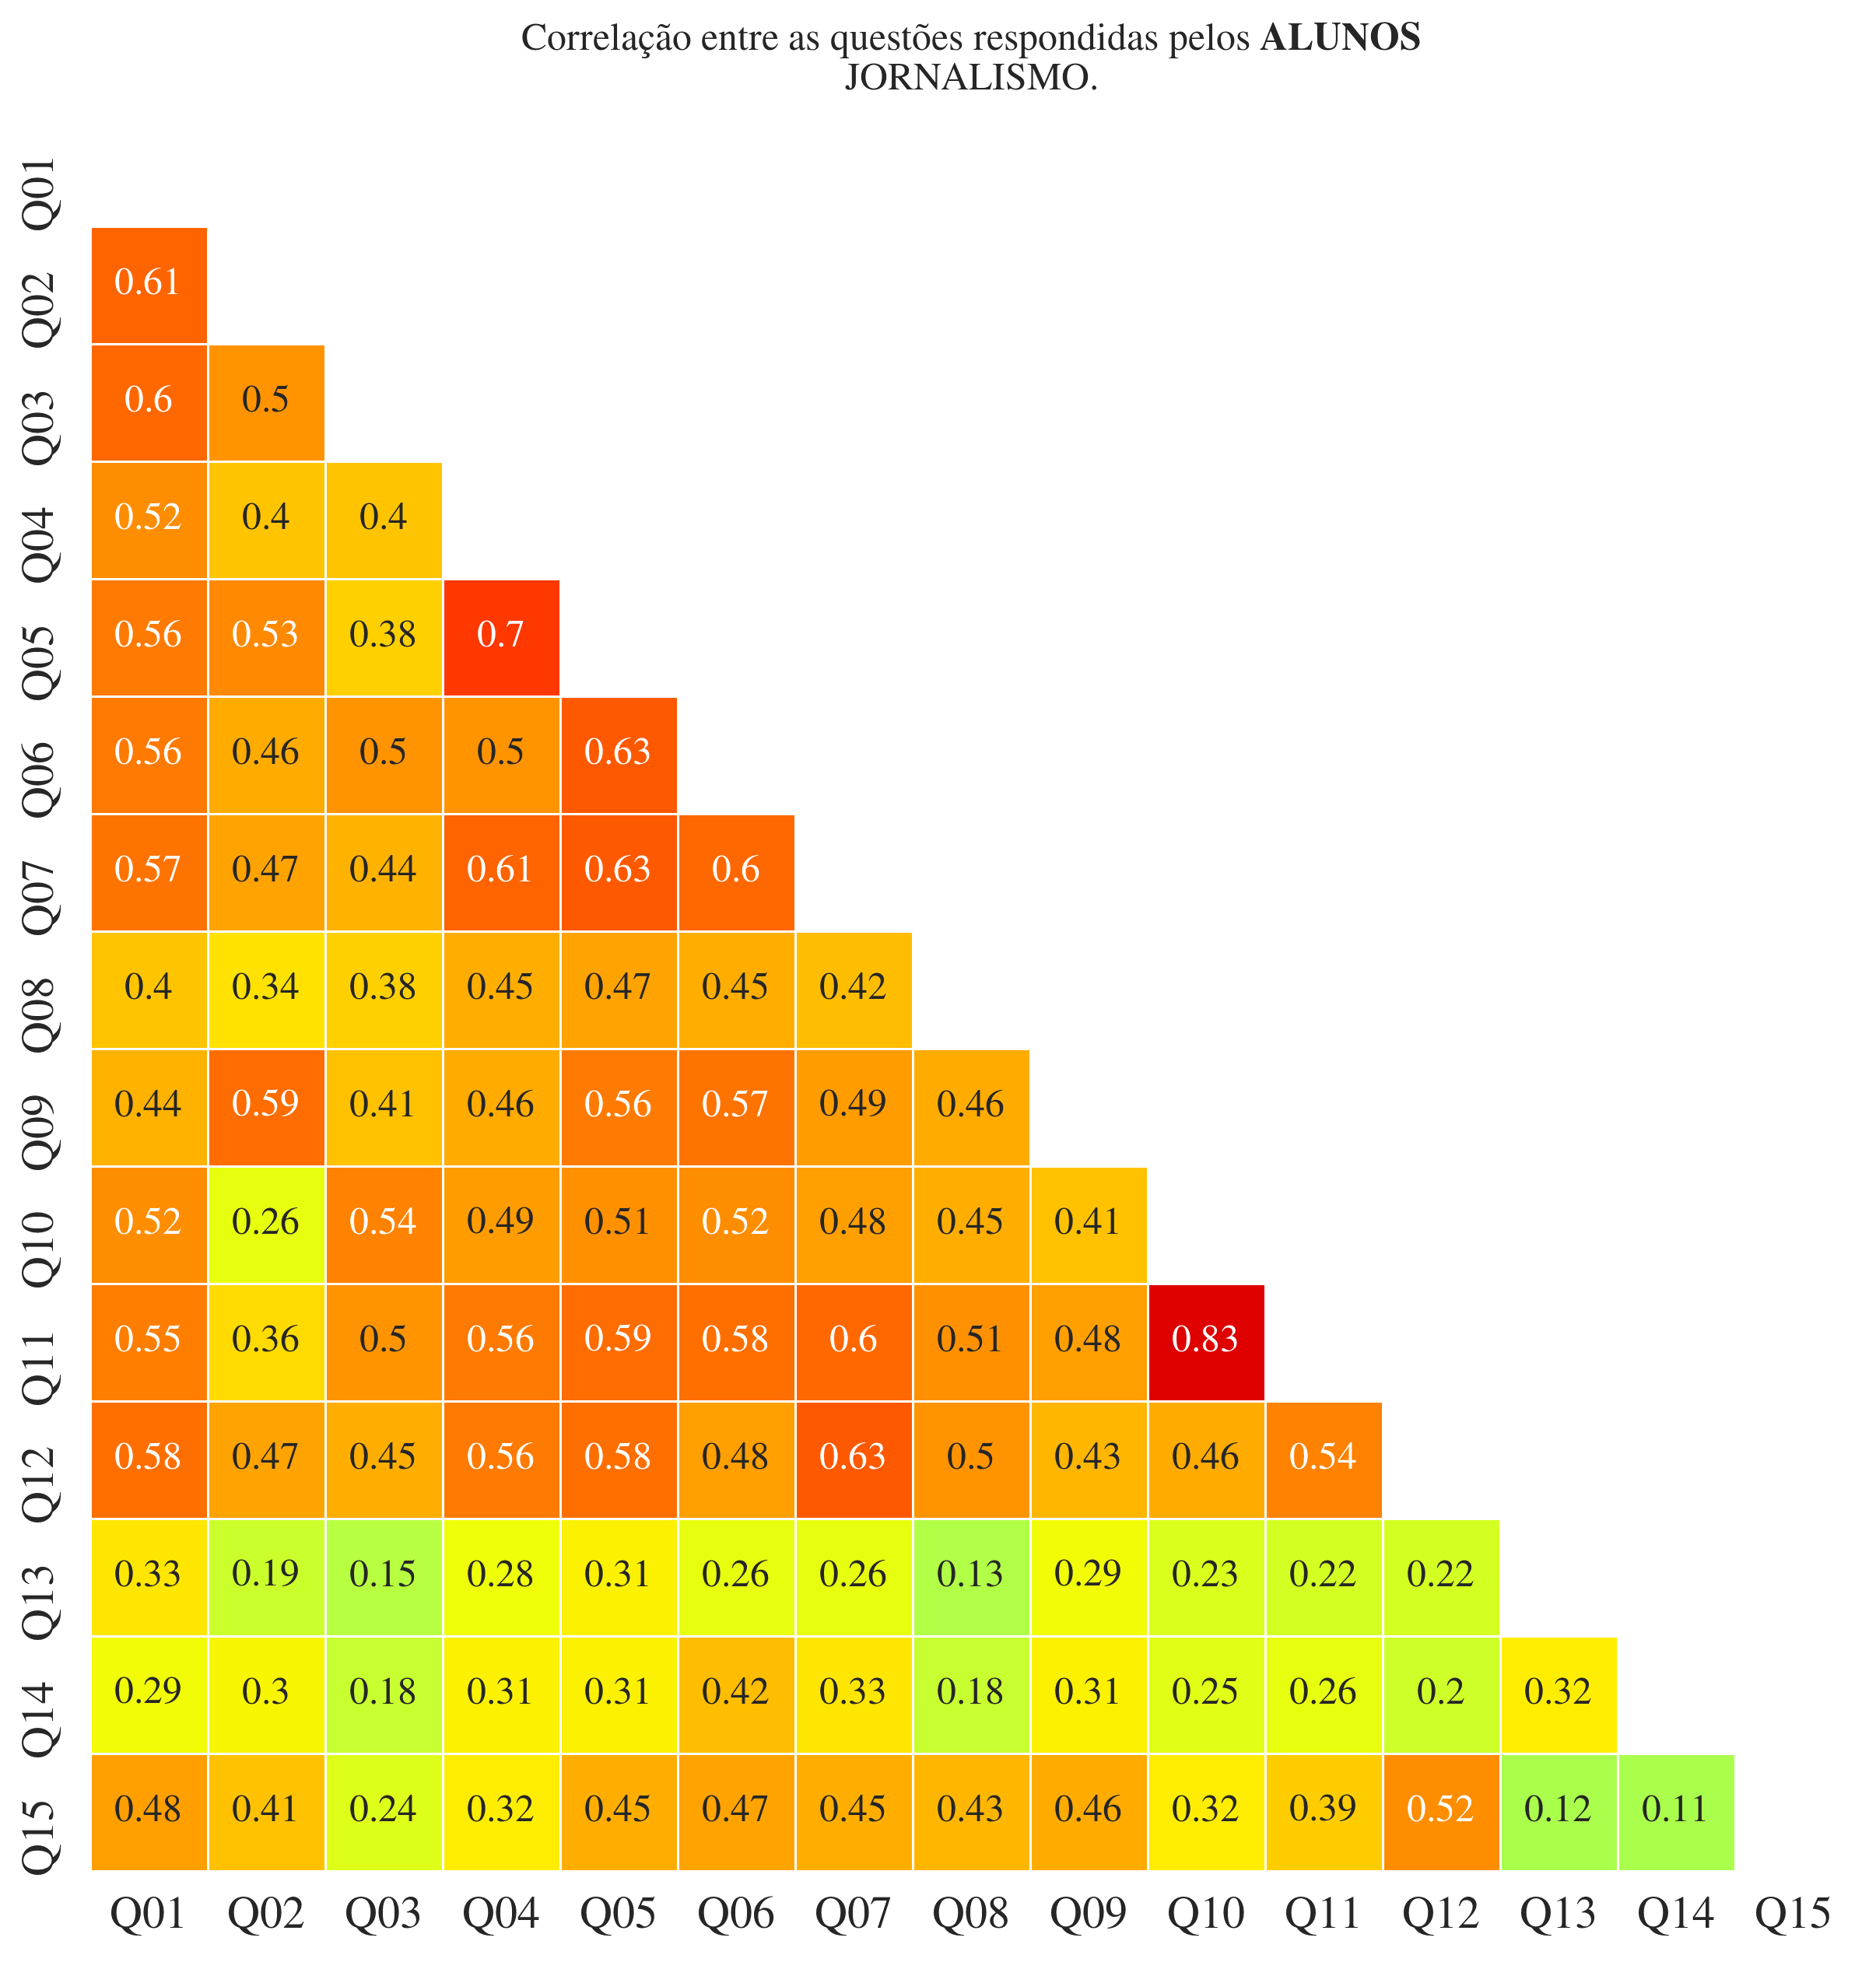 Correlação entre as questões respondidas pelos ALUNOS
JORNALISMO.
Q01
Q02 0.61
Q03 0.6 0.5
Q04 0.52 0.4 0.4
Q05 0.56 0.53 0.38 0.7
Q06 0.56 0.46 0.5 0.5 0.63
Q07 0.57 0.47 0.44 0.61 0.63 0.6
Q08 0.4 0.34 0.38 0.45 0.47 0.45 0.42
Q09 0.44 0.59 0.41 0.46 0.56 0.57 0.49 0.46
Q10 0.52 0.26 0.54 0.49 0.51 0.52 0.48 0.45 0.41
Q11 0.55 0.36 0.5 0.56 0.59 0.58 0.6 0.51 0.48 0.83
Q12 0.58 0.47 0.45 0.56 0.58 0.48 0.63 0.5 0.43 0.46 0.54
Q13 0.33 0.19 0.15 0.28 0.31 0.26 0.26 0.13 0.29 0.23 0.22 0.22
Q14 0.29 0.3 0.18 0.31 0.31 0.42 0.33 0.18 0.31 0.25 0.26 0.2 0.32
Q15 0.48 0.41 0.24 0.32 0.45 0.47 0.45 0.43 0.46 0.32 0.39 0.52 0.12 0.11
Q01 Q02 Q03 Q04 Q05 Q06 Q07 Q08 Q09 Q10 Q11 Q12 Q13 Q14 Q15